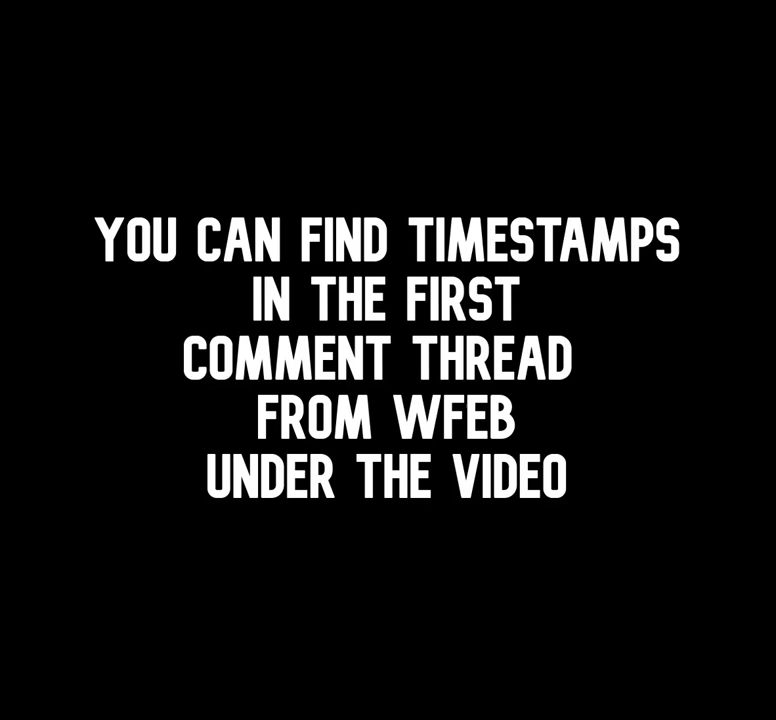 YOU CAN FIND TIMESTAMPS
IN THE FIRST
COMMENT THREAD
FROM WFEB
UNDER THE VIDEO